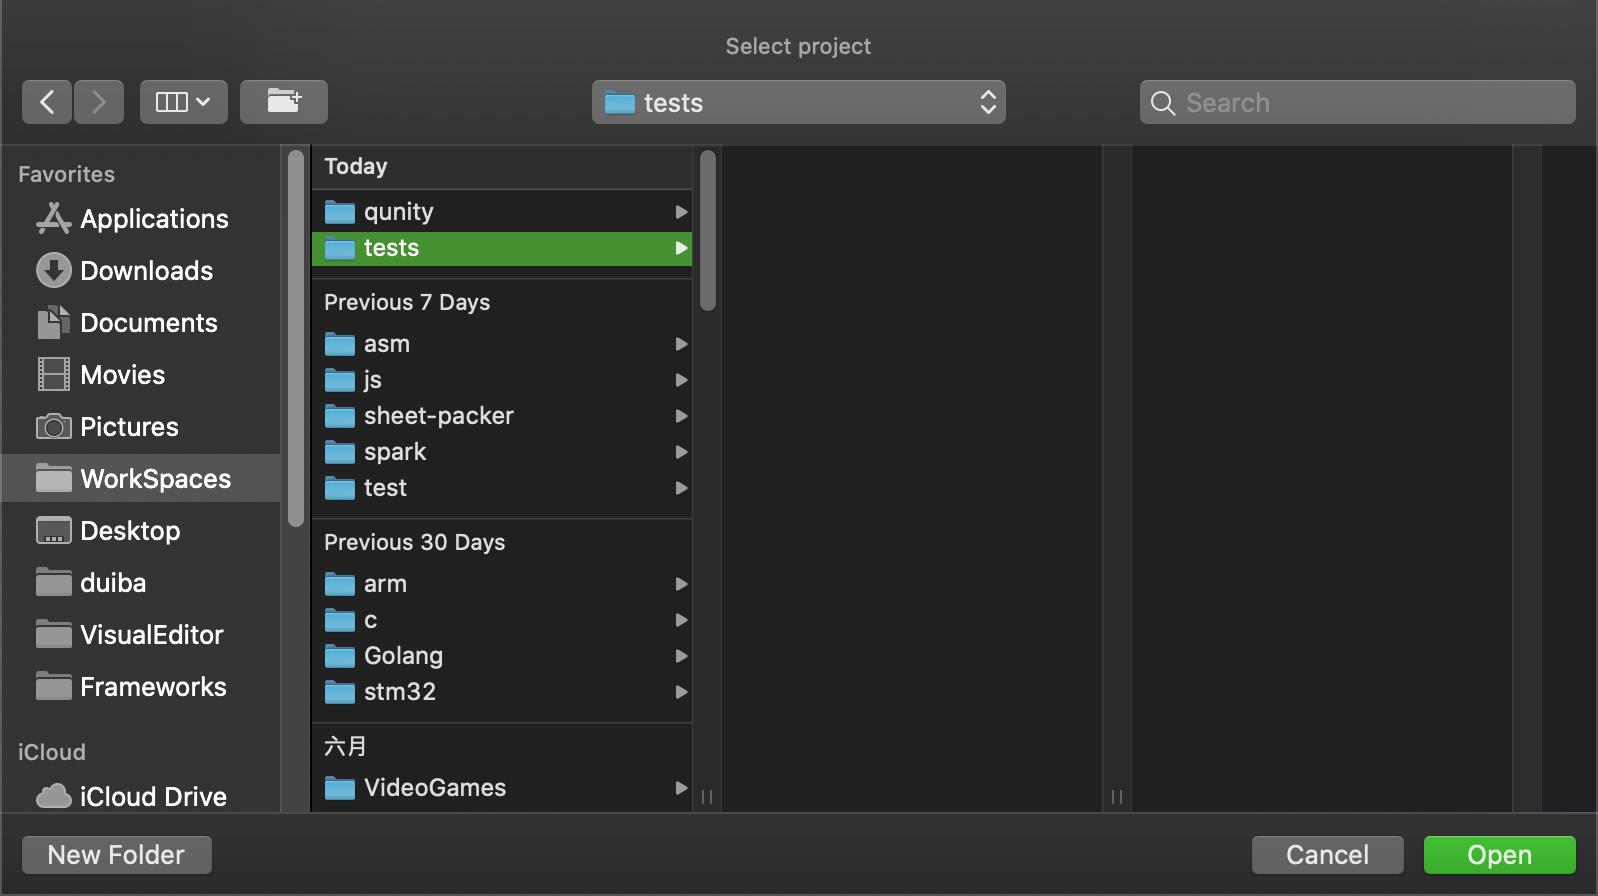 Select project
tests
Search
Favorites
Applications
Downloads
Documents
Movies
Pictures
WorkSpaces
Desktop
duiba
VisualEditor
Frameworks
iCloud
iCloud Drive
Today
qunity
tests
Previous 7 Days
asm
js
sheet-packer
spark
test
Previous 30 Days
arm
c
Golang
stm32
六月
VideoGames
New Folder
Cancel
Open